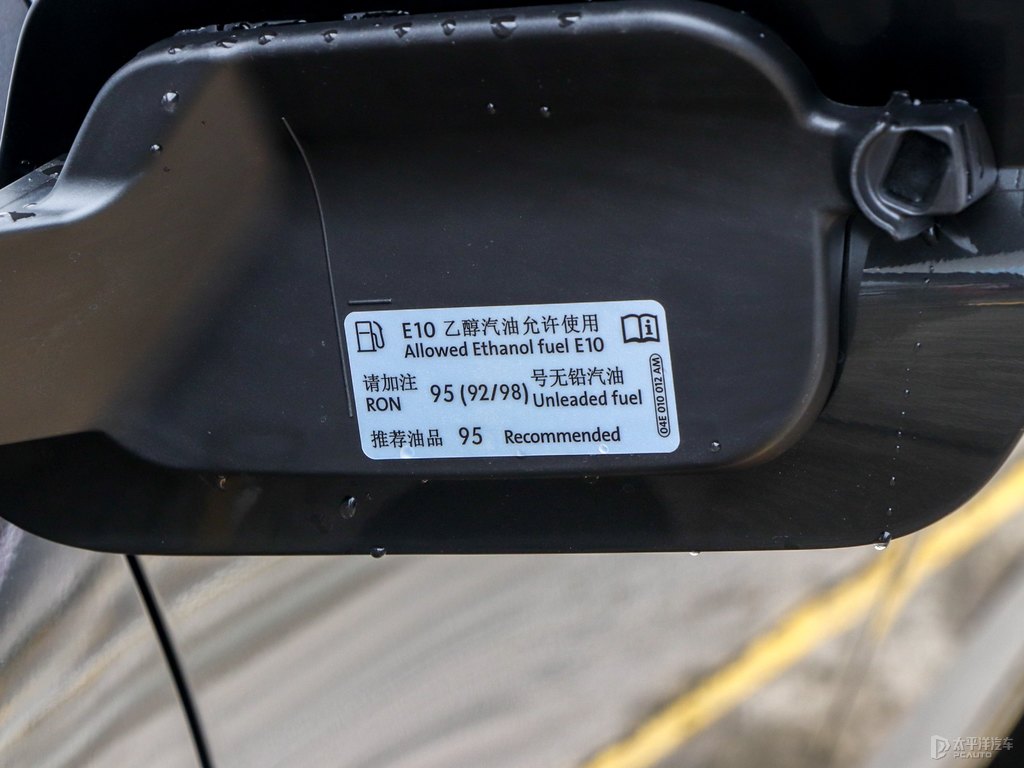 E10 乙醇汽油允许使用
Allowed Ethanol fuel E10
请加注 95 (92/98) 号无铅汽油
RON Unleaded fuel
推荐油品 95 Recommended
04E 010 012 AM
太平洋汽车
PCAUTO